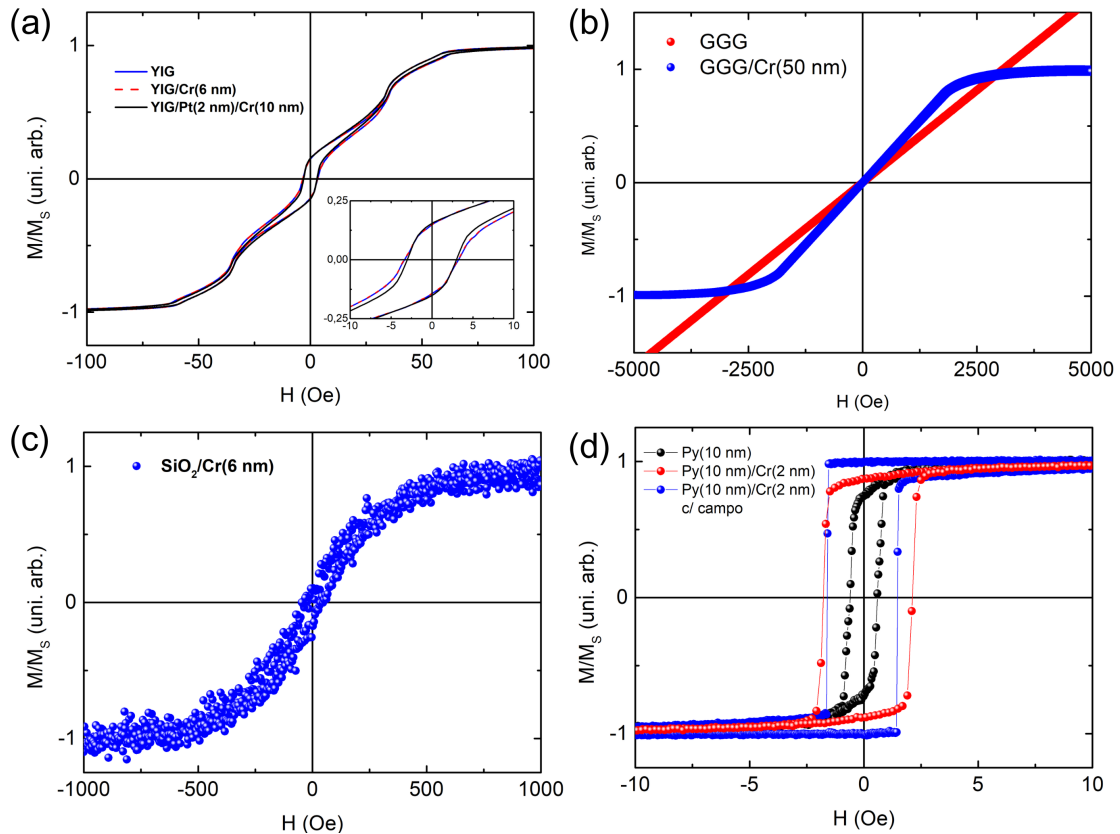 (a)
YIG
YIG/Cr(6 nm)
YIG/Pt(2 nm)/Cr(10 nm)
M/M_S (uni. arb.)
1
0
-1
-100
-50
0
50
100
H (Oe)
0,25
0,00
-0,25
-10
-5
0
5
10
(b)
GGG
GGG/Cr(50 nm)
M/M_S (uni. arb.)
1
0
-1
-5000
-2500
0
2500
5000
H (Oe)
(c)
SiO₂/Cr(6 nm)
M/M_S (uni. arb.)
1
0
-1
-1000
-500
0
500
1000
H (Oe)
(d)
Py(10 nm)
Py(10 nm)/Cr(2 nm)
Py(10 nm)/Cr(2 nm)
c/ campo
M/M_S (uni. arb.)
1
0
-1
-10
-5
0
5
10
H (Oe)